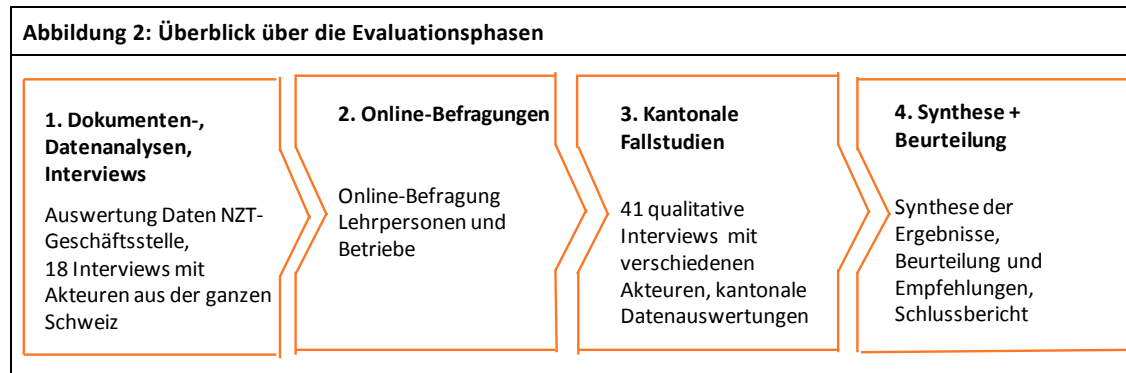 Abbildung 2: Überblick über die Evaluationsphasen
1. Dokumenten-,
Datenanalysen,
Interviews
Auswertung Daten NZT-
Geschäftsstelle,
18 Interviews mit
Akteuren aus der ganzen
Schweiz
2. Online-Befragungen
Online-Befragung
Lehrpersonen und
Betriebe
3. Kantonale
Fallstudien
41 qualitative
Interviews mit
verschiedenen
Akteuren, kantonale
Datenauswertungen
4. Synthese +
Beurteilung
Synthese der
Ergebnisse,
Beurteilung und
Empfehlungen,
Schlussbericht